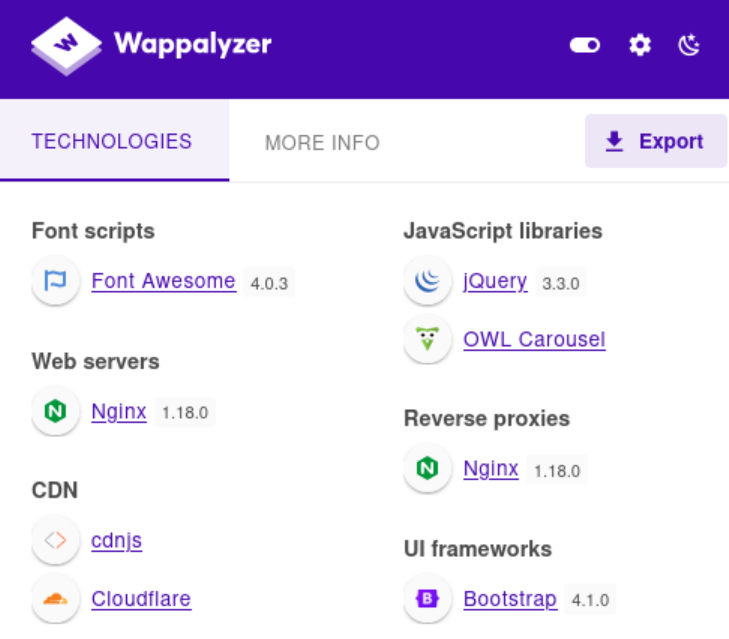 Wappalyzer
TECHNOLOGIES
MORE INFO
Export
Font scripts
Font Awesome 4.0.3
Web servers
Nginx 1.18.0
CDN
cdnjs
Cloudflare
JavaScript libraries
jQuery 3.3.0
OWL Carousel
Reverse proxies
Nginx 1.18.0
UI frameworks
Bootstrap 4.1.0